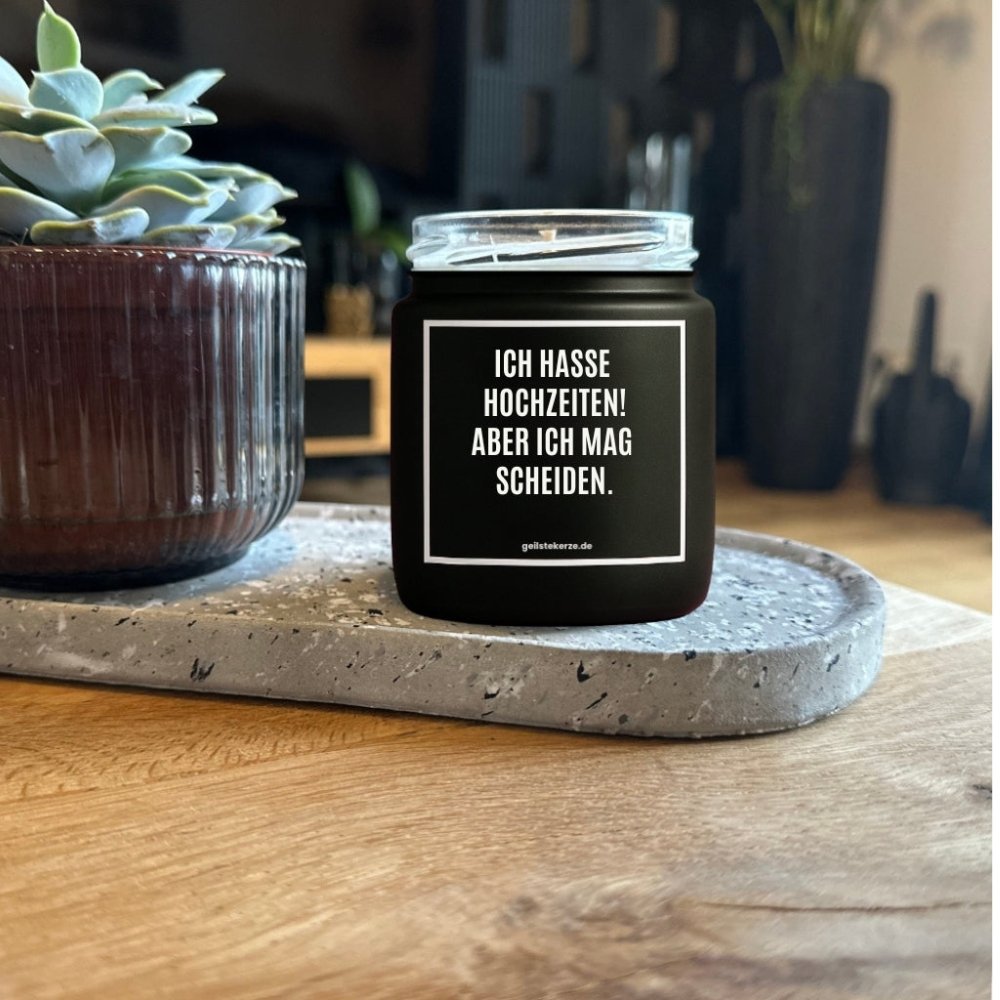 ICH HASSE
HOCHZEITEN!
ABER ICH MAG
SCHEIDEN.
geilstekerze.de